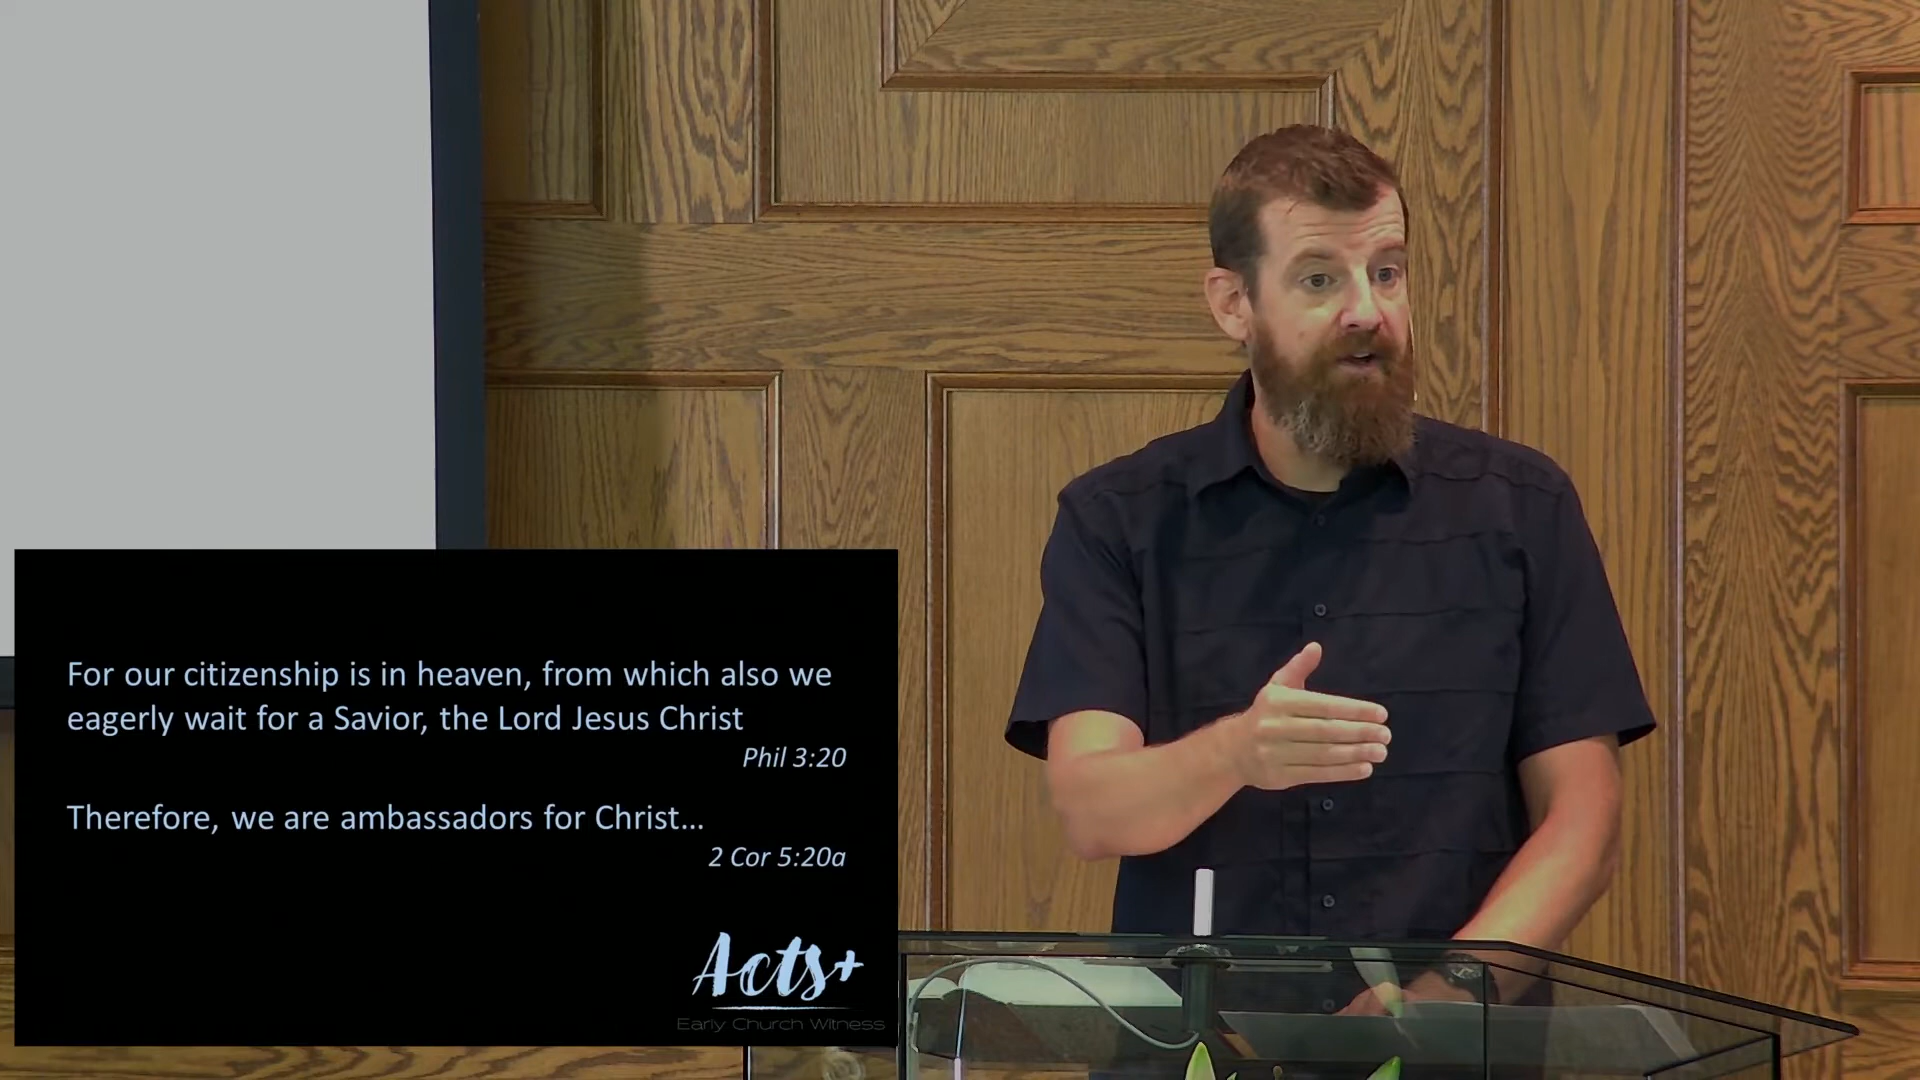 For our citizenship is in heaven, from which also we
eagerly wait for a Savior, the Lord Jesus Christ
Phil 3:20
Therefore, we are ambassadors for Christ...
2 Cor 5:20a
Acts+
Early Church Witness